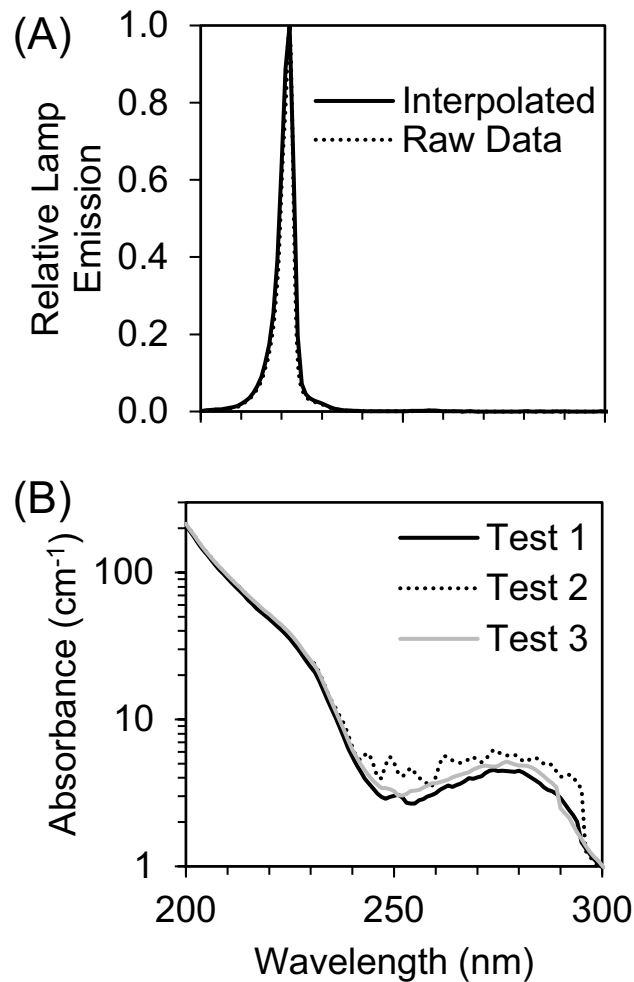 (A)
Relative Lamp
Emission
1.0
0.8
0.6
0.4
0.2
0.0
Interpolated
Raw Data
(B)
Absorbance (cm⁻¹)
100
10
1
Test 1
Test 2
Test 3
200
250
300
Wavelength (nm)